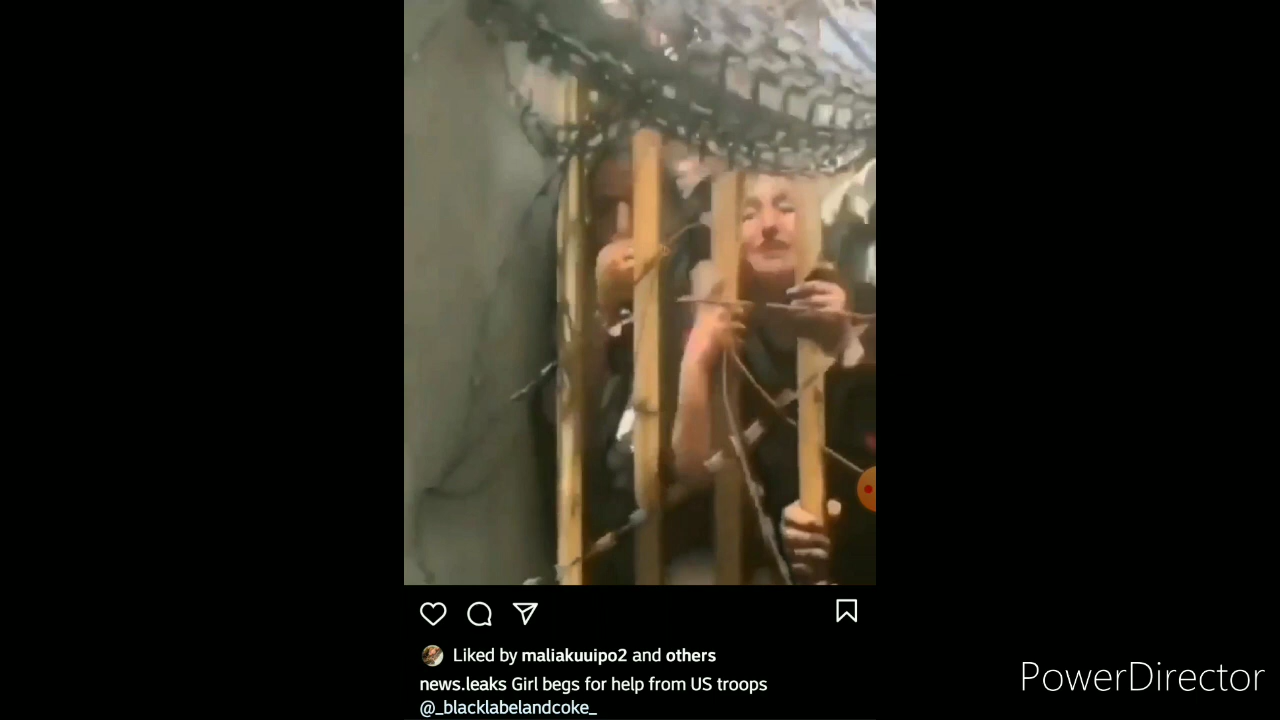 Liked by maliakuuipo2 and others
news.leaks Girl begs for help from US troops
@_blacklabelandcoke_
PowerDirector